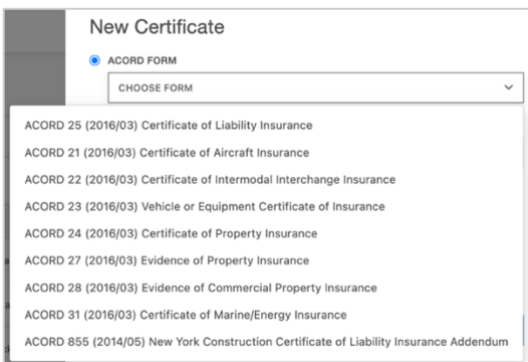 New Certificate
ACORD FORM
CHOOSE FORM
ACORD 25 (2016/03) Certificate of Liability Insurance
ACORD 21 (2016/03) Certificate of Aircraft Insurance
ACORD 22 (2016/03) Certificate of Intermodal Interchange Insurance
ACORD 23 (2016/03) Vehicle or Equipment Certificate of Insurance
ACORD 24 (2016/03) Certificate of Property Insurance
ACORD 27 (2016/03) Evidence of Property Insurance
ACORD 28 (2016/03) Evidence of Commercial Property Insurance
ACORD 31 (2016/03) Certificate of Marine/Energy Insurance
ACORD 855 (2014/05) New York Construction Certificate of Liability Insurance Addendum